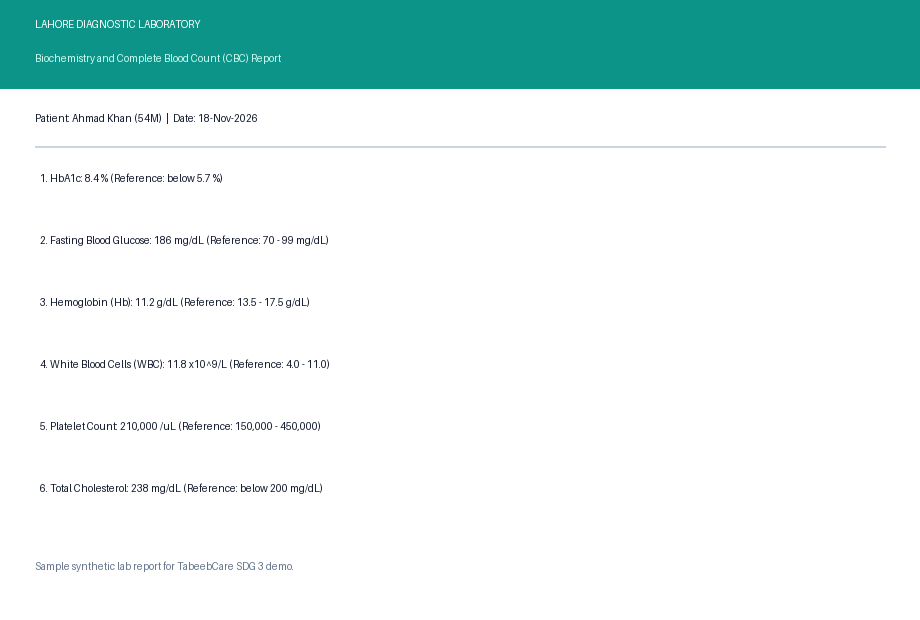 LAHORE DIAGNOSTIC LABORATORY
Biochemistry and Complete Blood Count (CBC) Report
Patient: Ahmad Khan (54M) | Date: 18-Nov-2026
1. HbA1c: 8.4 % (Reference: below 5.7 %)
2. Fasting Blood Glucose: 186 mg/dL (Reference: 70 - 99 mg/dL)
3. Hemoglobin (Hb): 11.2 g/dL (Reference: 13.5 - 17.5 g/dL)
4. White Blood Cells (WBC): 11.8 x10^9/L (Reference: 4.0 - 11.0)
5. Platelet Count: 210,000 /uL (Reference: 150,000 - 450,000)
6. Total Cholesterol: 238 mg/dL (Reference: below 200 mg/dL)
Sample synthetic lab report for TabeebCare SDG 3 demo.